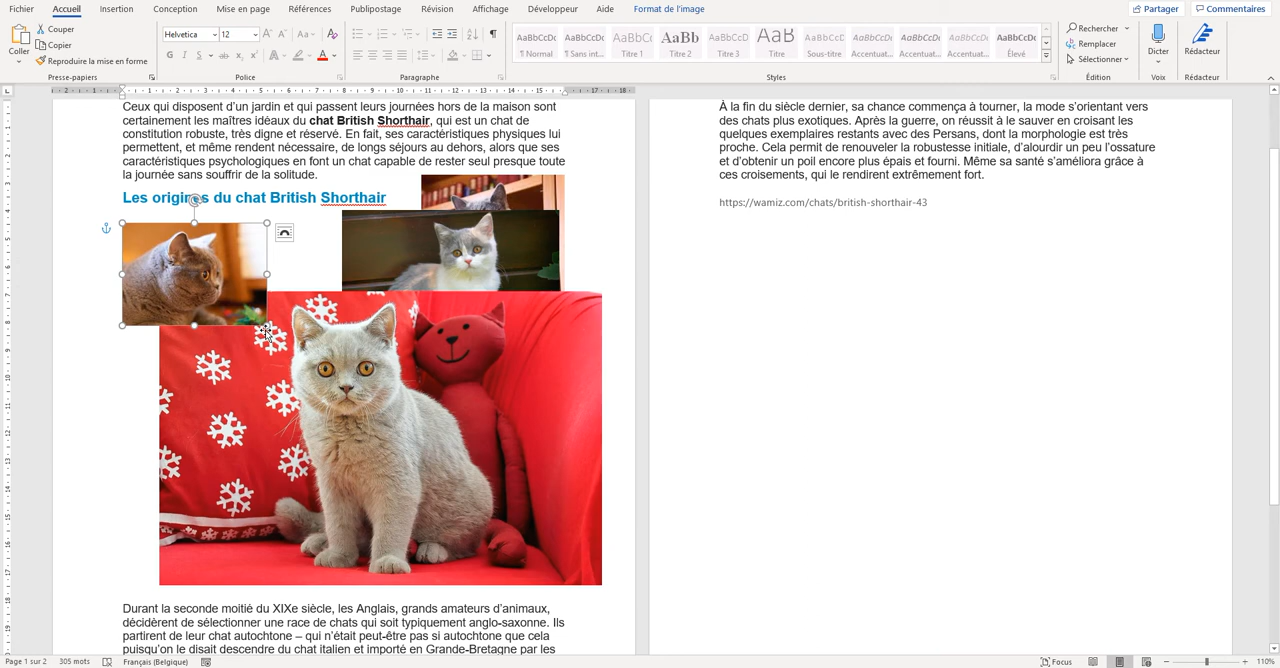 Fichier Accueil Insertion Conception Mise en page Références Publipostage Révision Affichage Développeur Aide Format de l'image Partager Commentaires
Coller
Couper
Copier
Reproduire la mise en forme
Presse-papiers
Helvetica 12
G I S
Police
Paragraphe
AaBbCcDc AaBbCcDc AaBbCc AaBb AaBbCcD AaB AaBbCcD AaBbCcDc AaBbCcDc AaBbCcDc AaBbCcDc
¶ Normal ¶ Sans int... Titre 1 Titre 2 Titre 3 Titre Sous-titre Accentuat... Accentuat... Accentuat... Élevé
Styles
Rechercher
Remplacer
Sélectionner
Édition
Dicter
Voix
Rédacteur
Rédacteur
Ceux qui disposent d'un jardin et qui passent leurs journées hors de la maison sont
certainement les maîtres idéaux du chat British Shorthair, qui est un chat de
constitution robuste, très digne et réservé. En fait, ses caractéristiques physiques lui
permettent, et même rendent nécessaire, de longs séjours au dehors, alors que ses
caractéristiques psychologiques en font un chat capable de rester seul presque toute
la journée sans souffrir de la solitude.
Les origines du chat British Shorthair
Durant la seconde moitié du XIXe siècle, les Anglais, grands amateurs d'animaux,
décidèrent de sélectionner une race de chats qui soit typiquement anglo-saxonne. Ils
partirent de leur chat autochtone – qui n'était peut-être pas si autochtone que cela
puisqu'on le disait descendre du chat italien et importé en Grande-Bretagne par les
À la fin du siècle dernier, sa chance commença à tourner, la mode s'orientant vers
des chats plus exotiques. Après la guerre, on réussit à le sauver en croisant les
quelques exemplaires restants avec des Persans, dont la morphologie est très
proche. Cela permit de renouveler la robustesse initiale, d'alourdir un peu l'ossature
et d'obtenir un poil encore plus épais et fourni. Même sa santé s'améliora grâce à
ces croisements, qui le rendirent extrêmement fort.
https://wamiz.com/chats/british-shorthair-43
Page 1 sur 2 305 mots Français (Belgique) Focus 110%